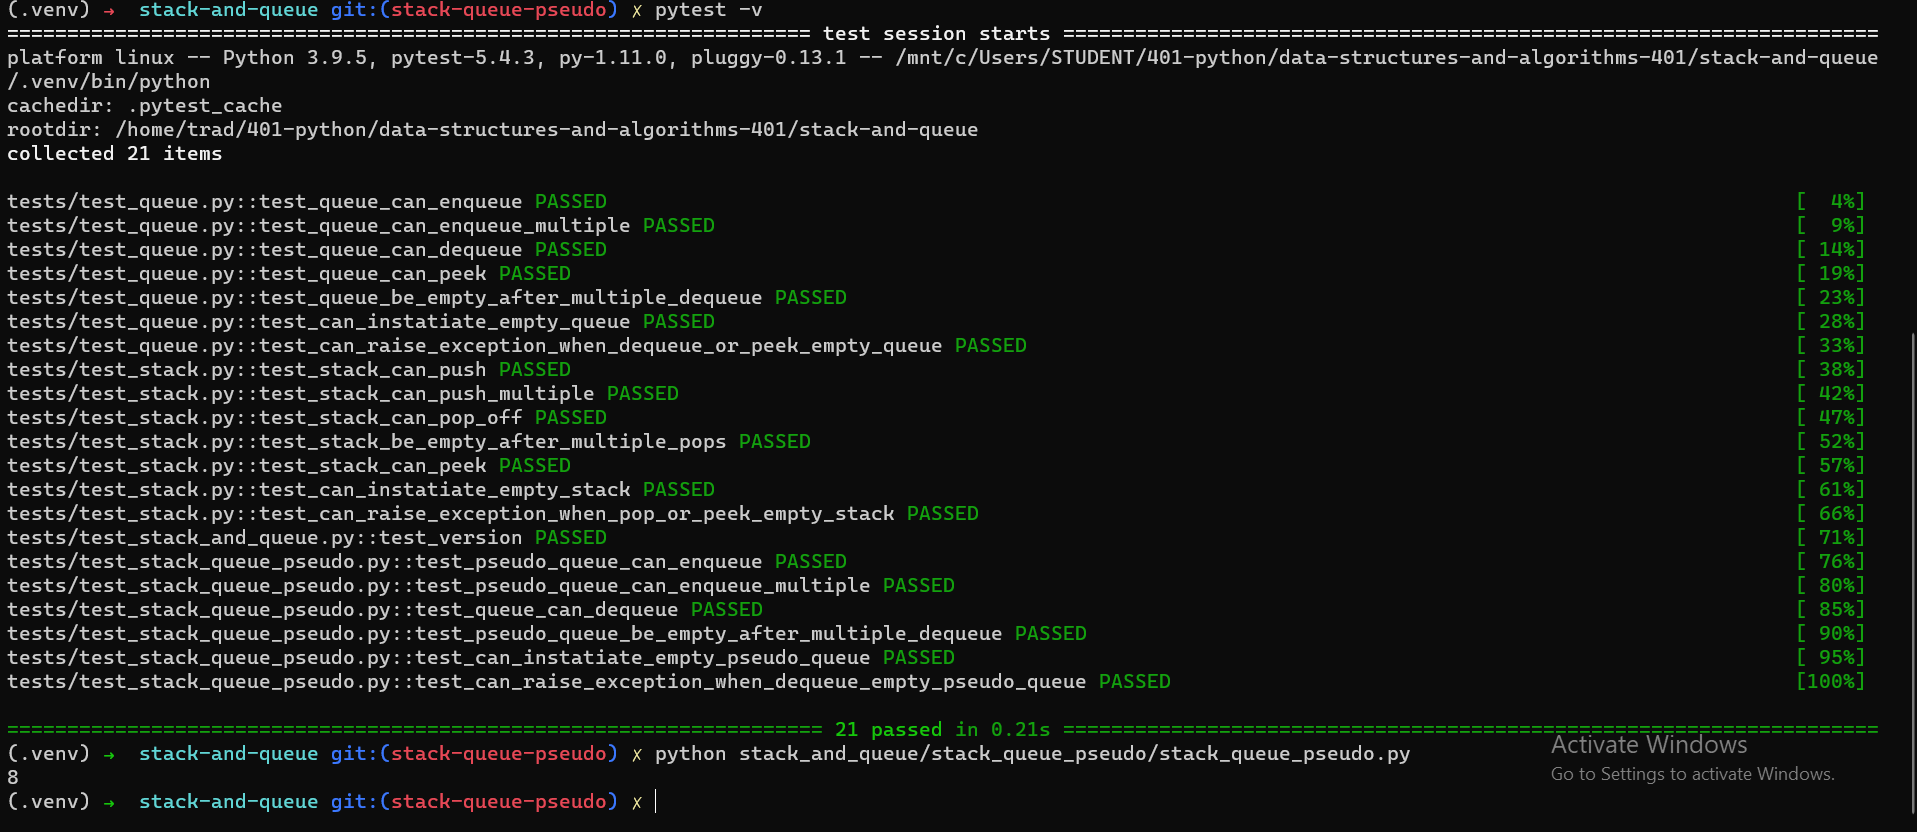 (.venv) → stack-and-queue git:(stack-queue-pseudo) ✗ pytest -v
=================================================================== test session starts ====================================================================
platform linux -- Python 3.9.5, pytest-5.4.3, py-1.11.0, pluggy-0.13.1 -- /mnt/c/Users/STUDENT/401-python/data-structures-and-algorithms-401/stack-and-queue
/.venv/bin/python
cachedir: .pytest_cache
rootdir: /home/trad/401-python/data-structures-and-algorithms-401/stack-and-queue
collected 21 items
tests/test_queue.py::test_queue_can_enqueue PASSED [  4%]
tests/test_queue.py::test_queue_can_enqueue_multiple PASSED [  9%]
tests/test_queue.py::test_queue_can_dequeue PASSED [ 14%]
tests/test_queue.py::test_queue_can_peek PASSED [ 19%]
tests/test_queue.py::test_queue_be_empty_after_multiple_dequeue PASSED [ 23%]
tests/test_queue.py::test_can_instatiate_empty_queue PASSED [ 28%]
tests/test_queue.py::test_can_raise_exception_when_dequeue_or_peek_empty_queue PASSED [ 33%]
tests/test_stack.py::test_stack_can_push PASSED [ 38%]
tests/test_stack.py::test_stack_can_push_multiple PASSED [ 42%]
tests/test_stack.py::test_stack_can_pop_off PASSED [ 47%]
tests/test_stack.py::test_stack_be_empty_after_multiple_pops PASSED [ 52%]
tests/test_stack.py::test_stack_can_peek PASSED [ 57%]
tests/test_stack.py::test_can_instatiate_empty_stack PASSED [ 61%]
tests/test_stack.py::test_can_raise_exception_when_pop_or_peek_empty_stack PASSED [ 66%]
tests/test_stack_and_queue.py::test_version PASSED [ 71%]
tests/test_stack_queue_pseudo.py::test_pseudo_queue_can_enqueue PASSED [ 76%]
tests/test_stack_queue_pseudo.py::test_pseudo_queue_can_enqueue_multiple PASSED [ 80%]
tests/test_stack_queue_pseudo.py::test_queue_can_dequeue PASSED [ 85%]
tests/test_stack_queue_pseudo.py::test_pseudo_queue_be_empty_after_multiple_dequeue PASSED [ 90%]
tests/test_stack_queue_pseudo.py::test_can_instatiate_empty_pseudo_queue PASSED [ 95%]
tests/test_stack_queue_pseudo.py::test_can_raise_exception_when_dequeue_empty_pseudo_queue PASSED [100%]
==================================================================== 21 passed in 0.21s ====================================================================
(.venv) → stack-and-queue git:(stack-queue-pseudo) ✗ python stack_and_queue/stack_queue_pseudo/stack_queue_pseudo.py
8
(.venv) → stack-and-queue git:(stack-queue-pseudo) ✗
Activate Windows
Go to Settings to activate Windows.